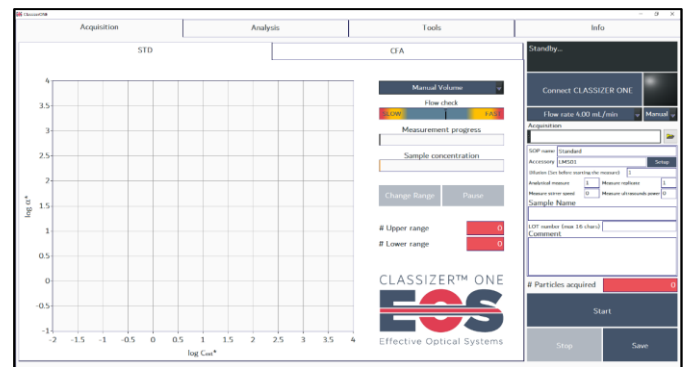 ClassizerONE
Acquisition Analysis Tools Info
STD CFA
Standby...
Connect CLASSIZER ONE
Flow rate 4.00 mL/min Manual
Acquisition
SOP name Standard
Accessory LMS01 Setup
Dilution (Set before starting the measure) 1
Analytical measure 1 Measure replicate 1
Measure stirrer speed 0 Measure ultrasounds power 0
Sample Name
LOT number (max 16 chars)
Comment
# Particles acquired 0
Start
Stop Save
Manual Volume
Flow check
SLOW FAST
Measurement progress
Sample concentration
Change Range Pause
# Upper range 0
# Lower range 0
CLASSIZER™ ONE
EOS
Effective Optical Systems
log α*
4
3.5
3
2.5
2
1.5
1
0.5
0
-0.5
-1
-2 -1.5 -1 -0.5 0 0.5 1 1.5 2 2.5 3 3.5 4
log Cₑₓₜ*